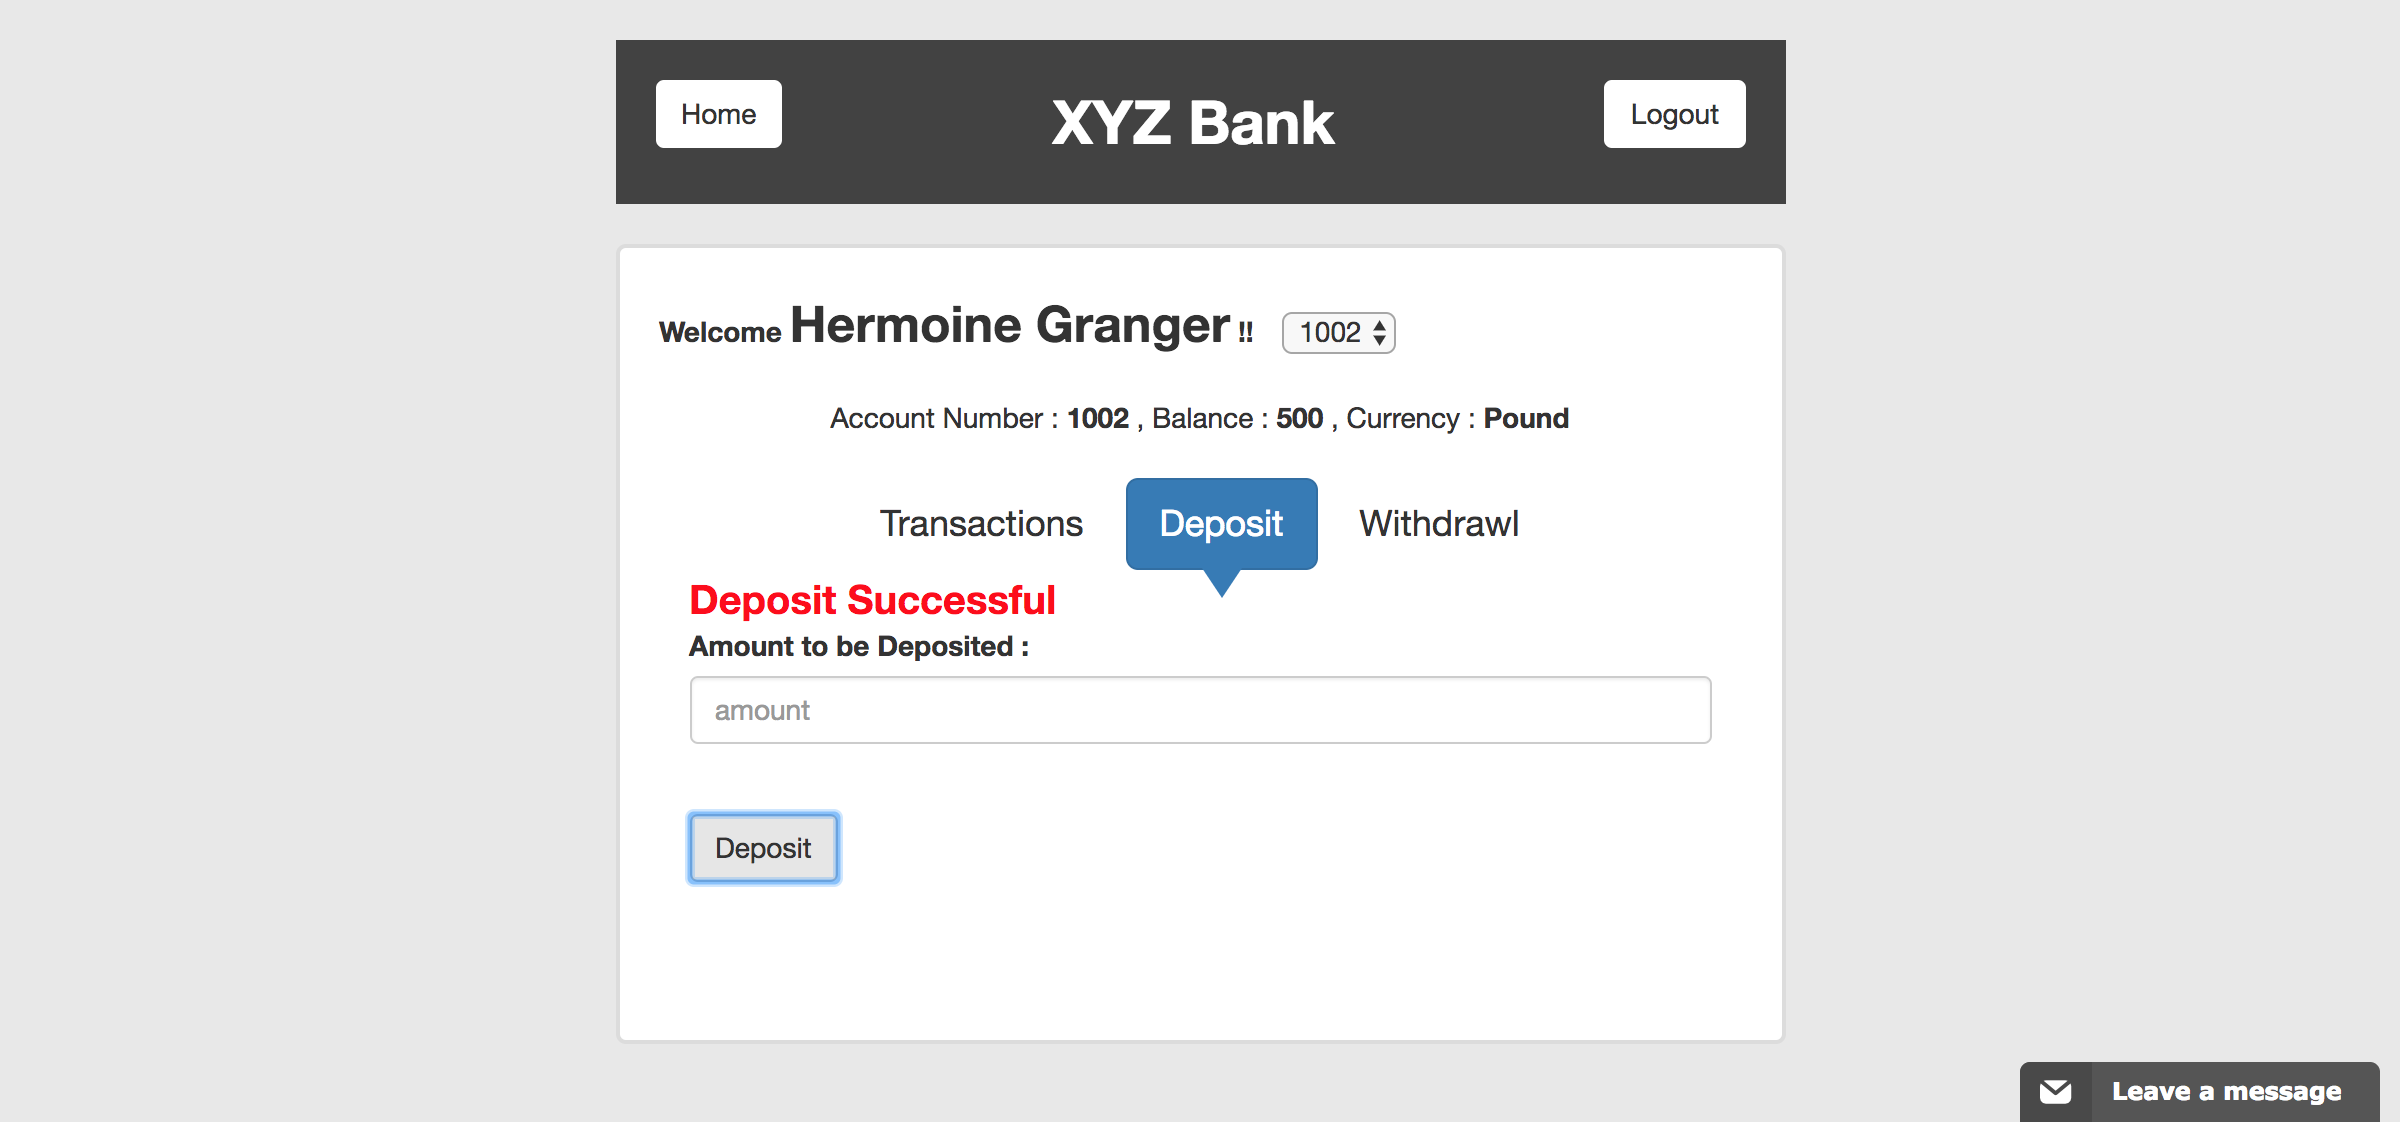 Home
XYZ Bank
Logout
Welcome Hermoine Granger !! 1002
Account Number : 1002 , Balance : 500 , Currency : Pound
Transactions
Deposit
Withdrawl
Deposit Successful
Amount to be Deposited :
amount
Deposit
Leave a message